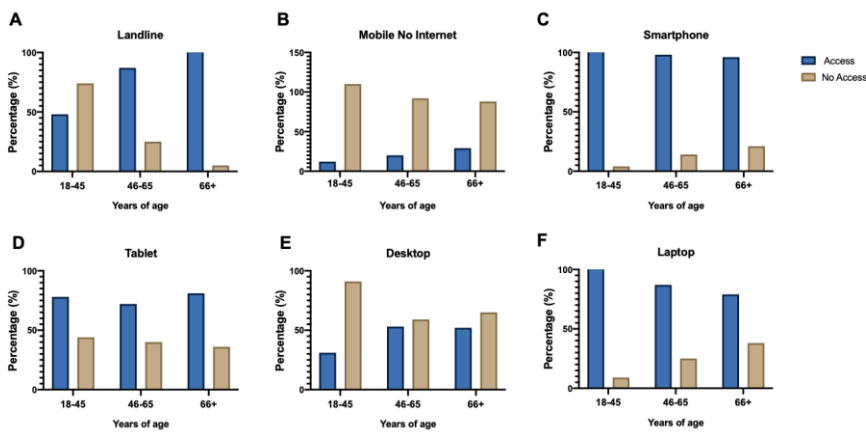 A
Landline
Percentage (%)
100
50
0
18-45 46-65 66+
Years of age
B
Mobile No Internet
Percentage (%)
150
100
50
0
18-45 46-65 66+
Years of age
C
Smartphone
Percentage (%)
100
50
0
18-45 46-65 66+
Years of age
Access
No Access
D
Tablet
Percentage (%)
100
50
0
18-45 46-65 66+
Years of age
E
Desktop
Percentage (%)
100
50
0
18-45 46-65 66+
Years of age
F
Laptop
Percentage (%)
100
50
0
18-45 46-65 66+
Years of age